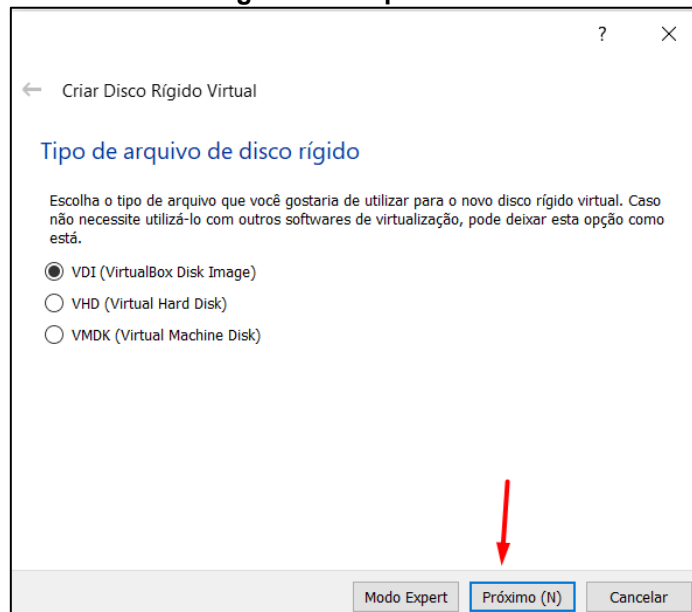 ?
Criar Disco Rígido Virtual
Tipo de arquivo de disco rígido
Escolha o tipo de arquivo que você gostaria de utilizar para o novo disco rígido virtual. Caso
não necessite utilizá-lo com outros softwares de virtualização, pode deixar esta opção como
está.
VDI (VirtualBox Disk Image)
VHD (Virtual Hard Disk)
VMDK (Virtual Machine Disk)
Modo Expert Próximo (N) Cancelar